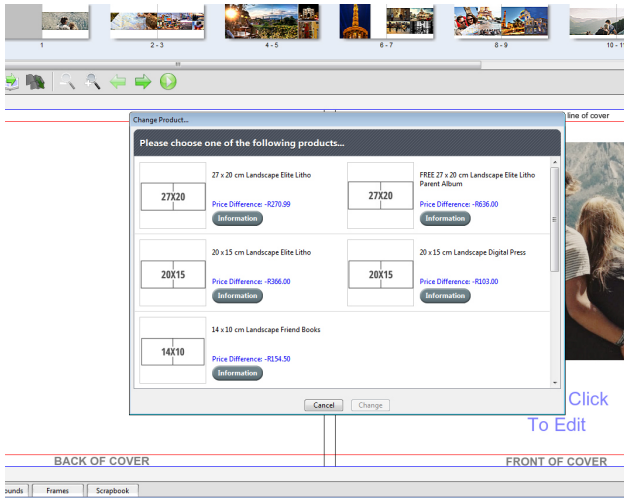 1
2 - 3
4 - 5
6 - 7
8 - 9
10 - 11
line of cover
Change Product...
Please choose one of the following products...
27X20
27 x 20 cm Landscape Elite Litho
Price Difference: -R270.99
Information
27X20
FREE 27 x 20 cm Landscape Elite Litho
Parent Album
Price Difference: -R636.00
Information
20X15
20 x 15 cm Landscape Elite Litho
Price Difference: -R366.00
Information
20X15
20 x 15 cm Landscape Digital Press
Price Difference: -R103.00
Information
14X10
14 x 10 cm Landscape Friend Books
Price Difference: -R154.50
Information
Cancel
Change
Click
To Edit
BACK OF COVER
FRONT OF COVER
ounds
Frames
Scrapbook